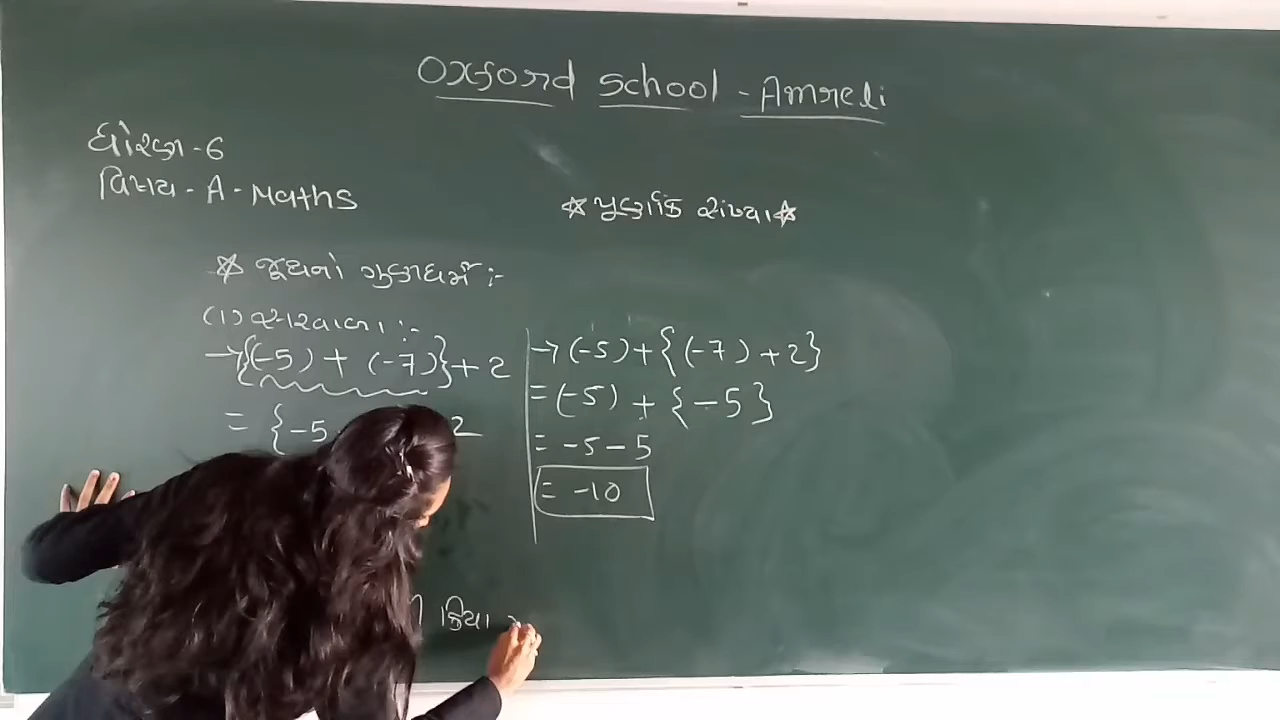 Oxford School - Amreli
ધોરણ - 6
વિષય - A - Maths
☆ પુર્ણાંક સંખ્યા ☆
☆ જૂથનો ગુણધર્મ :-
(1) સરવાળા :-
→ {(-5) + (-7)} + 2
= {-5
2
→ (-5) + {(-7) + 2}
= (-5) + {-5}
= -5 - 5
= -10
ક્રિયા